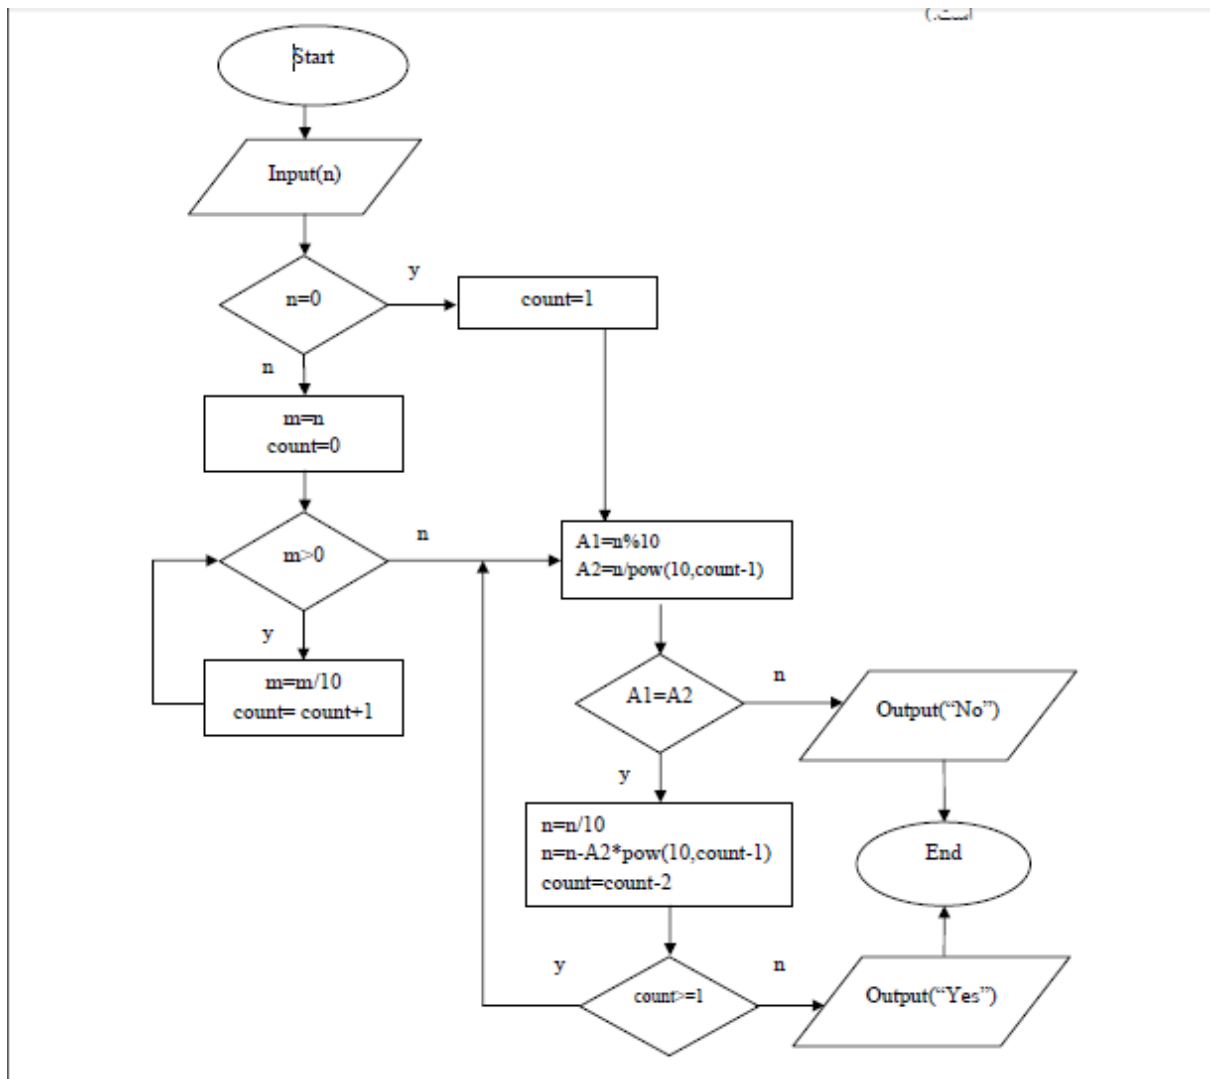 Start
Input(n)
n=0
y
count=1
n
m=n
count=0
m>0
n
A1=n%10
A2=n/pow(10,count-1)
y
m=m/10
count= count+1
A1=A2
n
Output(“No”)
y
n=n/10
n=n-A2*pow(10,count-1)
count=count-2
End
y
count>=1
n
Output(“Yes”)